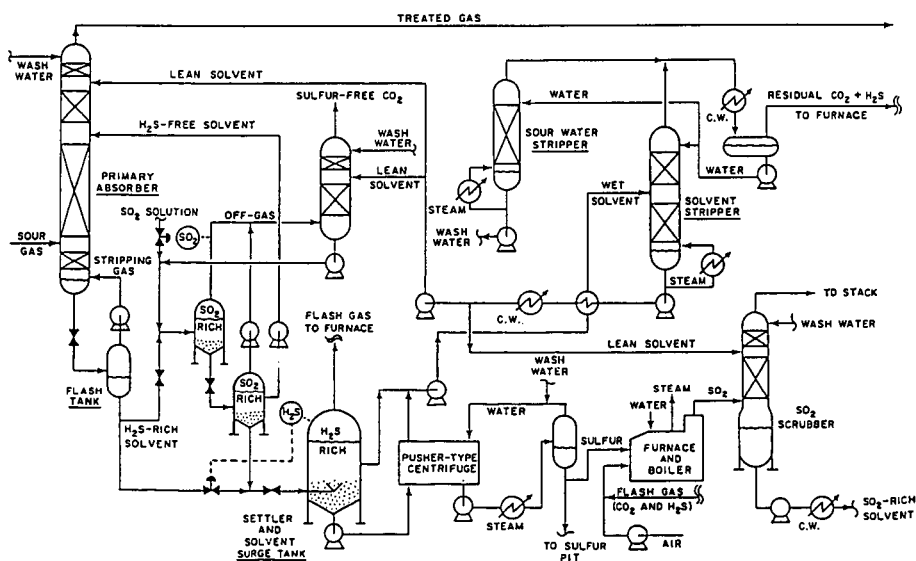 TREATED GAS
WASH
WATER
LEAN SOLVENT
SULFUR-FREE CO2
H2S-FREE SOLVENT
WASH
WATER
LEAN
SOLVENT
PRIMARY
ABSORBER
SO2 SOLUTION
SO2
OFF-GAS
SOUR
GAS
STRIPPING GAS
SO2
RICH
SO2
RICH
FLASH
TANK
H2S-RICH
SOLVENT
FLASH GAS
TO FURNACE
H2S
H2S
RICH
SETTLER
AND
SOLVENT
SURGE TANK
WATER
SOUR WATER
STRIPPER
STEAM
WASH
WATER
C.W.
RESIDUAL CO2 + H2S
TO FURNACE
WATER
WET
SOLVENT
SOLVENT
STRIPPER
STEAM
C.W.
TO STACK
WASH WATER
LEAN SOLVENT
WASH
WATER
WATER
PUSHER-TYPE
CENTRIFUGE
STEAM
SULFUR
TO SULFUR
PIT
STEAM
WATER
SO2
FURNACE
AND
BOILER
FLASH GAS
(CO2 AND H2S)
AIR
SO2
SCRUBBER
C.W.
SO2-RICH
SOLVENT